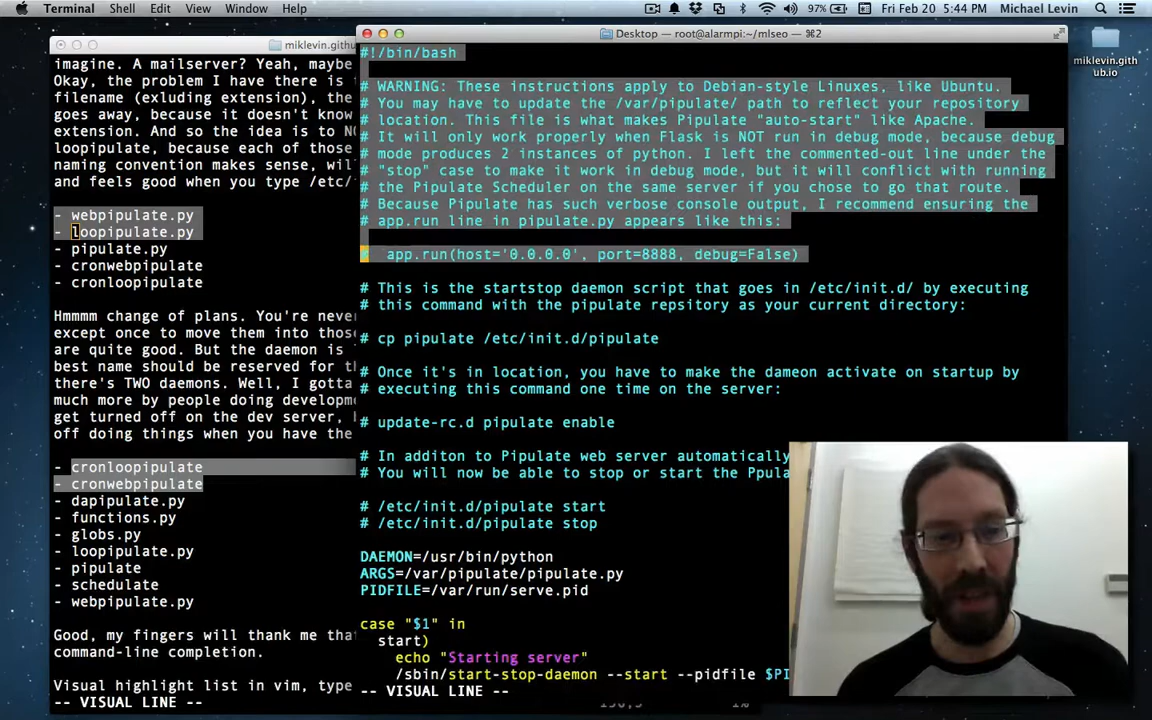 Terminal Shell Edit View Window Help 97% Fri Feb 20 5:44 PM Michael Levin
miklevin.gith
ub.io
miklevin.githu
imagine. A mailserver? Yeah, maybe
Okay, the problem I have there is
filename (exluding extension), the
goes away, because it doesn't know
extension. And so the idea is to
loopipulate, because each of those
naming convention makes sense, wil
and feels good when you type /etc/
- webpipulate.py
- loopipulate.py
- pipulate.py
- cronwebpipulate
- cronloopipulate
Hmmmm change of plans. You're neve
except once to move them into thos
are quite good. But the daemon is
best name should be reserved for th
there's TWO daemons. Well, I gotta
much more by people doing developm
get turned off on the dev server,
off doing things when you have the
- cronloopipulate
- cronwebpipulate
- dapipulate.py
- functions.py
- globs.py
- loopipulate.py
- pipulate
- schedulate
- webpipulate.py
Good, my fingers will thank me tha
command-line completion.
Visual highlight list in vim, type
-- VISUAL LINE --
Desktop — root@alarmpi:~/mlseo — ⌘2
#!/bin/bash
# WARNING: These instructions apply to Debian-style Linuxes, like Ubuntu.
# You may have to update the /var/pipulate/ path to reflect your repository
# location. This file is what makes Pipulate "auto-start" like Apache.
# It will only work properly when Flask is NOT run in debug mode, because debug
# mode produces 2 instances of python. I left the commented-out line under the
# "stop" case to make it work in debug mode, but it will conflict with running
# the Pipulate Scheduler on the same server if you chose to go that route.
# Because Pipulate has such verbose console output, I recommend ensuring the
# app.run line in pipulate.py appears like this:
# app.run(host='0.0.0.0', port=8888, debug=False)
# This is the startstop daemon script that goes in /etc/init.d/ by executing
# this command with the pipulate repsitory as your current directory:
# cp pipulate /etc/init.d/pipulate
# Once it's in location, you have to make the dameon activate on startup by
# executing this command one time on the server:
# update-rc.d pipulate enable
# In additon to Pipulate web server automatically
# You will now be able to stop or start the Ppula
# /etc/init.d/pipulate start
# /etc/init.d/pipulate stop
DAEMON=/usr/bin/python
ARGS=/var/pipulate/pipulate.py
PIDFILE=/var/run/serve.pid
case "$1" in
start)
echo "Starting server"
/sbin/start-stop-daemon --start --pidfile $PI
-- VISUAL LINE --